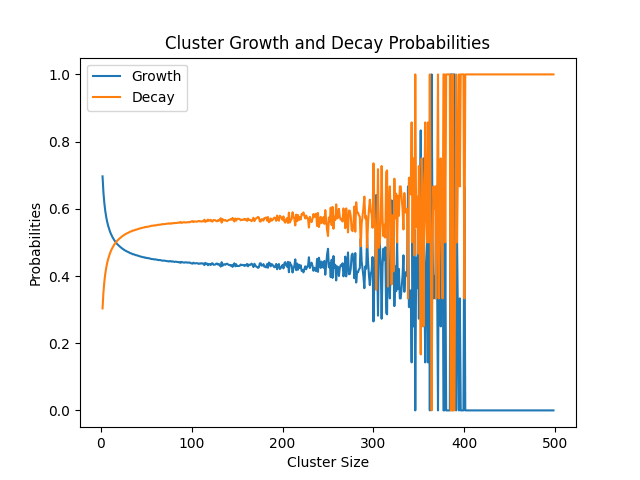 Cluster Growth and Decay Probabilities
Growth
Decay
1.0
0.8
0.6
0.4
0.2
0.0
Probabilities
0 100 200 300 400 500
Cluster Size